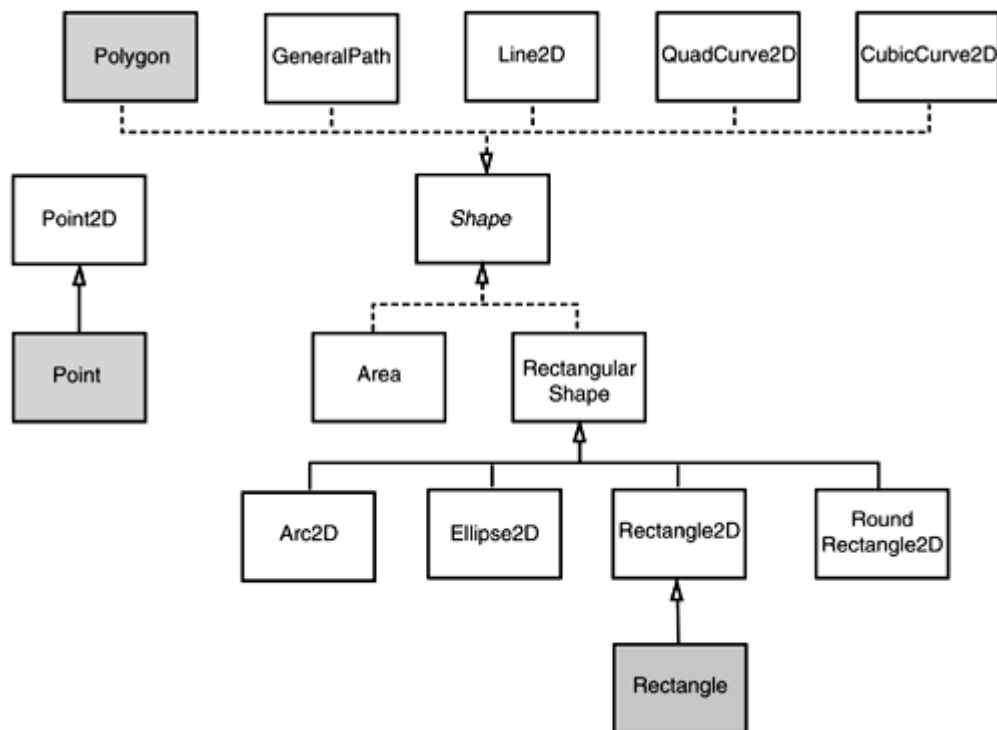 Polygon
GeneralPath
Line2D
QuadCurve2D
CubicCurve2D
Point2D
Shape
Point
Area
Rectangular
Shape
Arc2D
Ellipse2D
Rectangle2D
Round
Rectangle2D
Rectangle